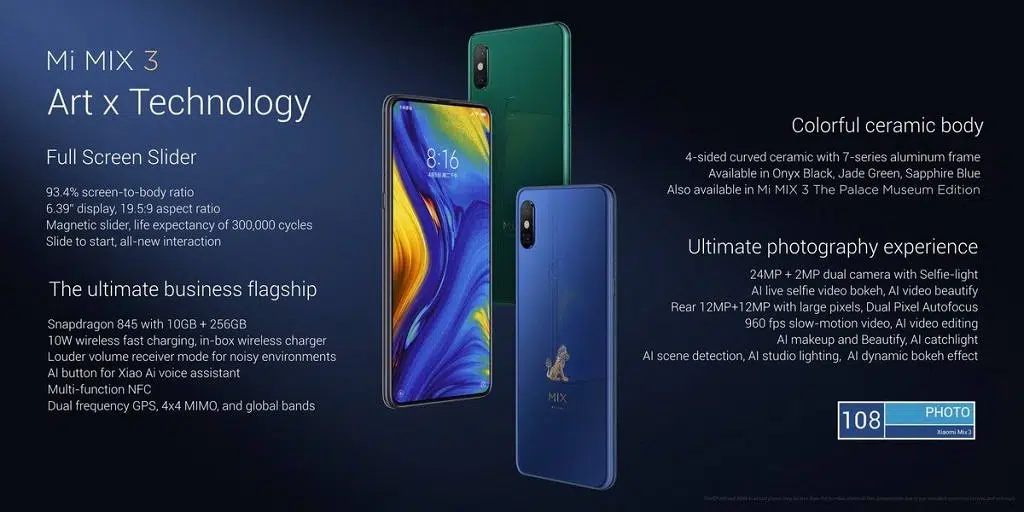 Mi MIX 3
Art x Technology
Full Screen Slider
93.4% screen-to-body ratio
6.39" display, 19.5:9 aspect ratio
Magnetic slider, life expectancy of 300,000 cycles
Slide to start, all-new interaction
The ultimate business flagship
Snapdragon 845 with 10GB + 256GB
10W wireless fast charging, in-box wireless charger
Louder volume receiver mode for noisy environments
AI button for Xiao Ai voice assistant
Multi-function NFC
Dual frequency GPS, 4x4 MIMO, and global bands
8:16
MIX
Colorful ceramic body
4-sided curved ceramic with 7-series aluminum frame
Available in Onyx Black, Jade Green, Sapphire Blue
Also available in Mi MIX 3 The Palace Museum Edition
Ultimate photography experience
24MP + 2MP dual camera with Selfie-light
AI live selfie video bokeh, AI video beautify
Rear 12MP+12MP with large pixels, Dual Pixel Autofocus
960 fps slow-motion video, AI video editing
AI makeup and Beautify, AI catchlight
AI scene detection, AI studio lighting, AI dynamic bokeh effect
108
PHOTO
Xiaomi Mix3